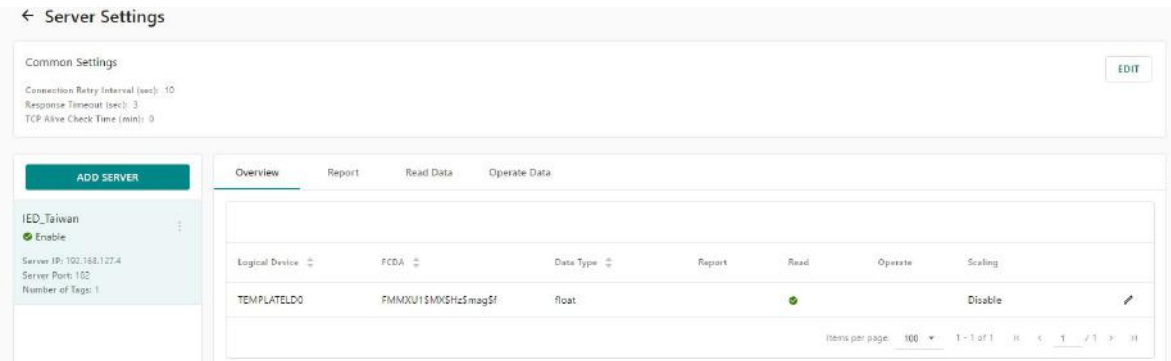 Server Settings
Common Settings
EDIT
Connection Retry Interval (sec): 10
Response Timeout (sec): 3
TCP Alive Check Time (min): 0
ADD SERVER
Overview Report Read Data Operate Data
IED_Taiwan
Enable
Server IP: 192.168.127.4
Server Port: 102
Number of Tags: 1
Logical Device FCDA Data Type Report Read Operate Scaling
TEMPLATELD0 FMMXU1$MX$Hz$mag$f float Disable
Items per page: 100 1 - 1 of 1 1 / 1